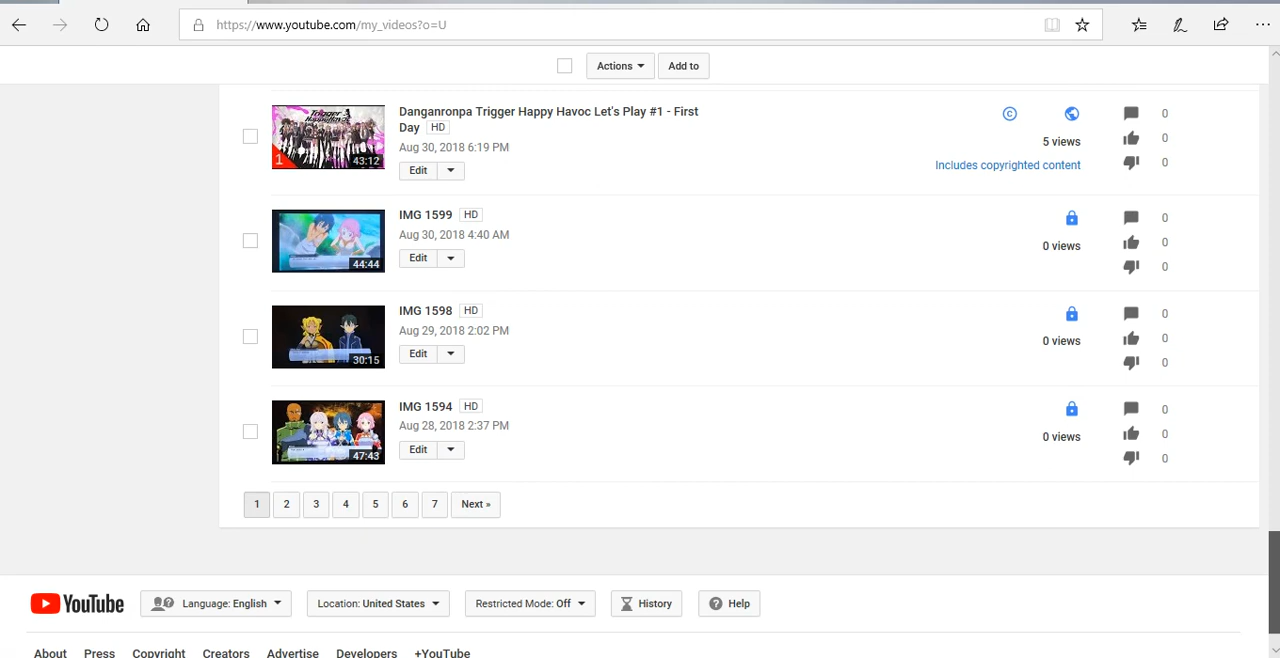 https://www.youtube.com/my_videos?o=U
Actions Add to
Danganronpa Trigger Happy Havoc Let's Play #1 - First
Day HD
Aug 30, 2018 6:19 PM
Edit
Trigger
1
43:12
5 views
Includes copyrighted content
0
0
0
IMG 1599 HD
Aug 30, 2018 4:40 AM
Edit
44:44
0 views
0
0
0
IMG 1598 HD
Aug 29, 2018 2:02 PM
Edit
30:15
0 views
0
0
0
IMG 1594 HD
Aug 28, 2018 2:37 PM
Edit
47:43
0 views
0
0
0
1 2 3 4 5 6 7 Next »
YouTube Language: English Location: United States Restricted Mode: Off History Help
About Press Copyright Creators Advertise Developers +YouTube